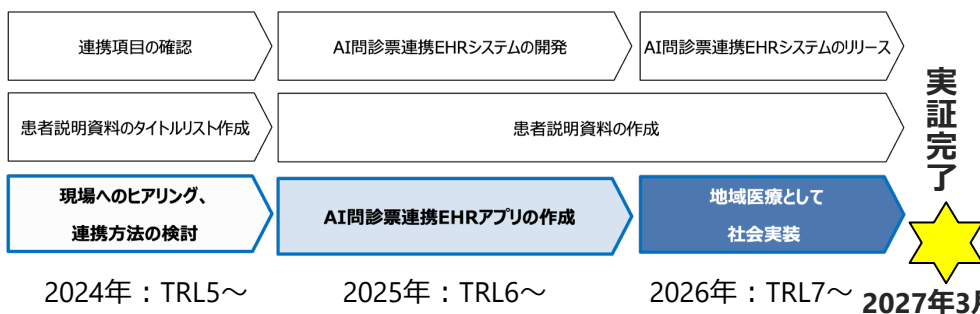 連携項目の確認
AI問診票連携EHRシステムの開発
AI問診票連携EHRシステムのリリース
患者説明資料のタイトルリスト作成
患者説明資料の作成
現場へのヒアリング、
連携方法の検討
AI問診票連携EHRアプリの作成
地域医療として
社会実装
実証完了
2024年：TRL5～
2025年：TRL6～
2026年：TRL7～
2027年3月